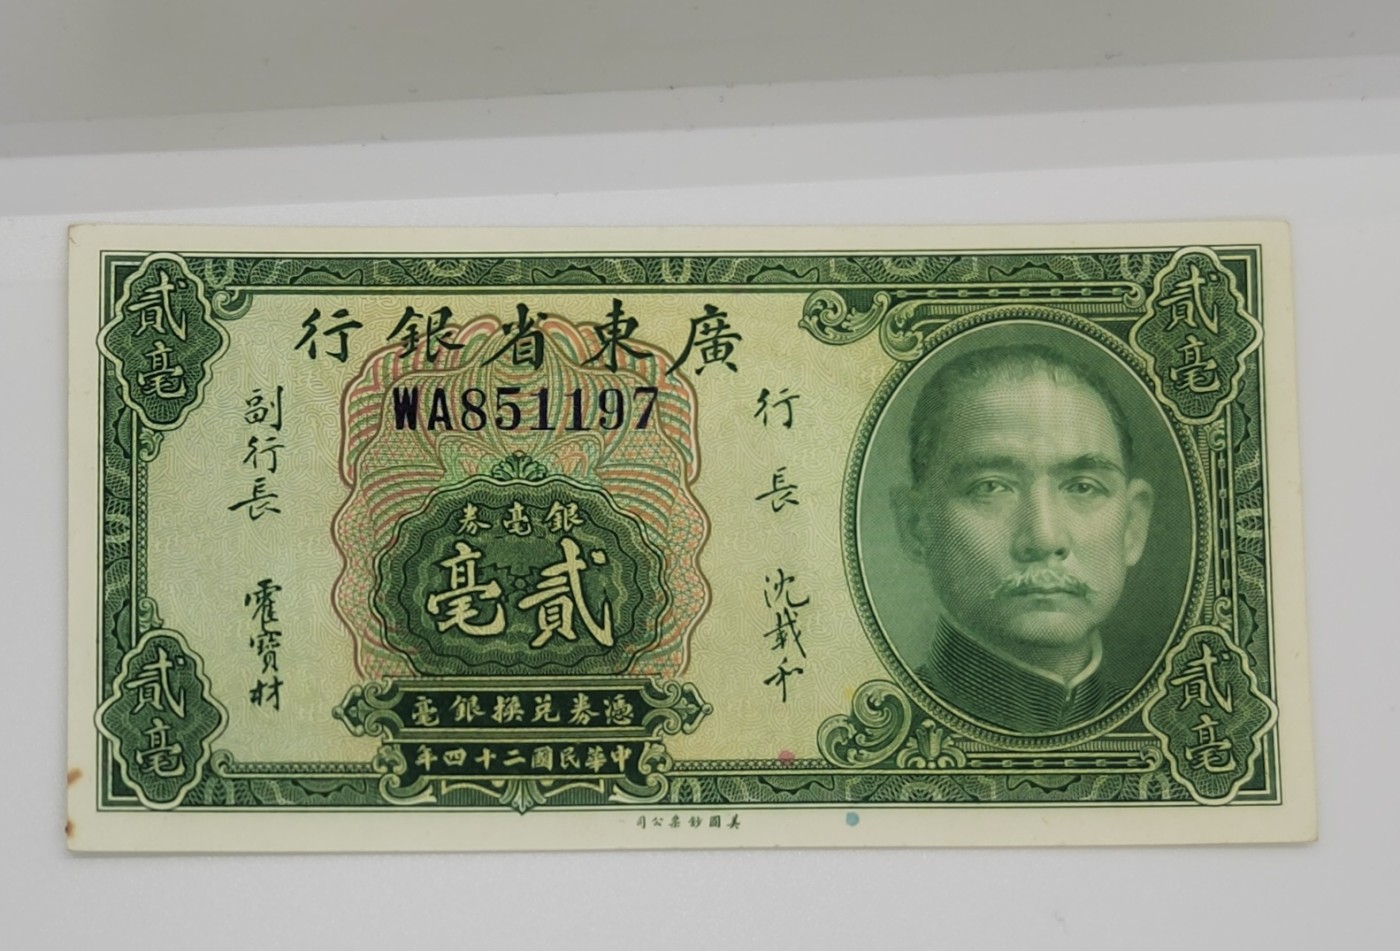 廣東省銀行
WA851197
行長 沈載和
副行長 霍寶材
銀毫券
貳毫
憑券兌換銀毫
中華民國二十四年
美國鈔票公司
貳毫
貳毫
貳毫
貳毫